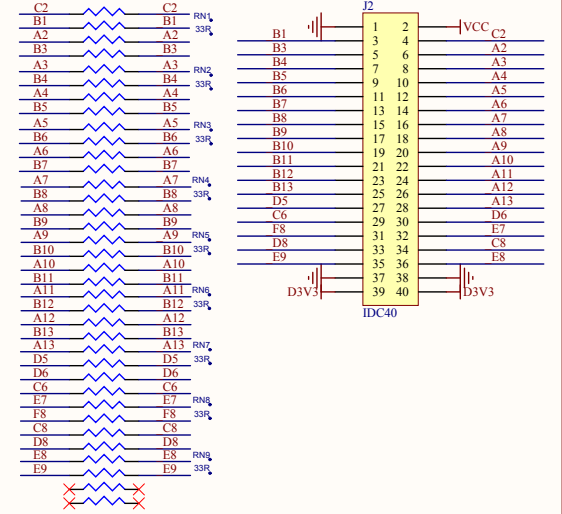 C2 C2
B1 B1 RN1
A2 A2 33R
B3 B3
A3 A3 RN2
B4 B4 33R
A4 A4
B5 B5
A5 A5 RN3
B6 B6 33R
A6 A6
B7 B7
A7 A7 RN4
B8 B8 33R
A8 A8
B9 B9
A9 A9 RN5
B10 B10 33R
A10 A10
B11 B11
A11 A11 RN6
B12 B12 33R
A12 A12
B13 B13
A13 A13 RN7
D5 D5 33R
D6 D6
C6 C6
E7 E7 RN8
F8 F8 33R
C8 C8
D8 D8
E8 E8 RN9
E9 E9 33R
J2
1 2 VCC
B1 3 4 C2
B3 5 6 A2
B4 7 8 A3
B5 9 10 A4
B6 11 12 A5
B7 13 14 A6
B8 15 16 A7
B9 17 18 A8
B10 19 20 A9
B11 21 22 A10
B12 23 24 A11
B13 25 26 A12
D5 27 28 A13
C6 29 30 D6
F8 31 32 E7
D8 33 34 C8
E9 35 36 E8
37 38
D3V3 39 40 D3V3
IDC40